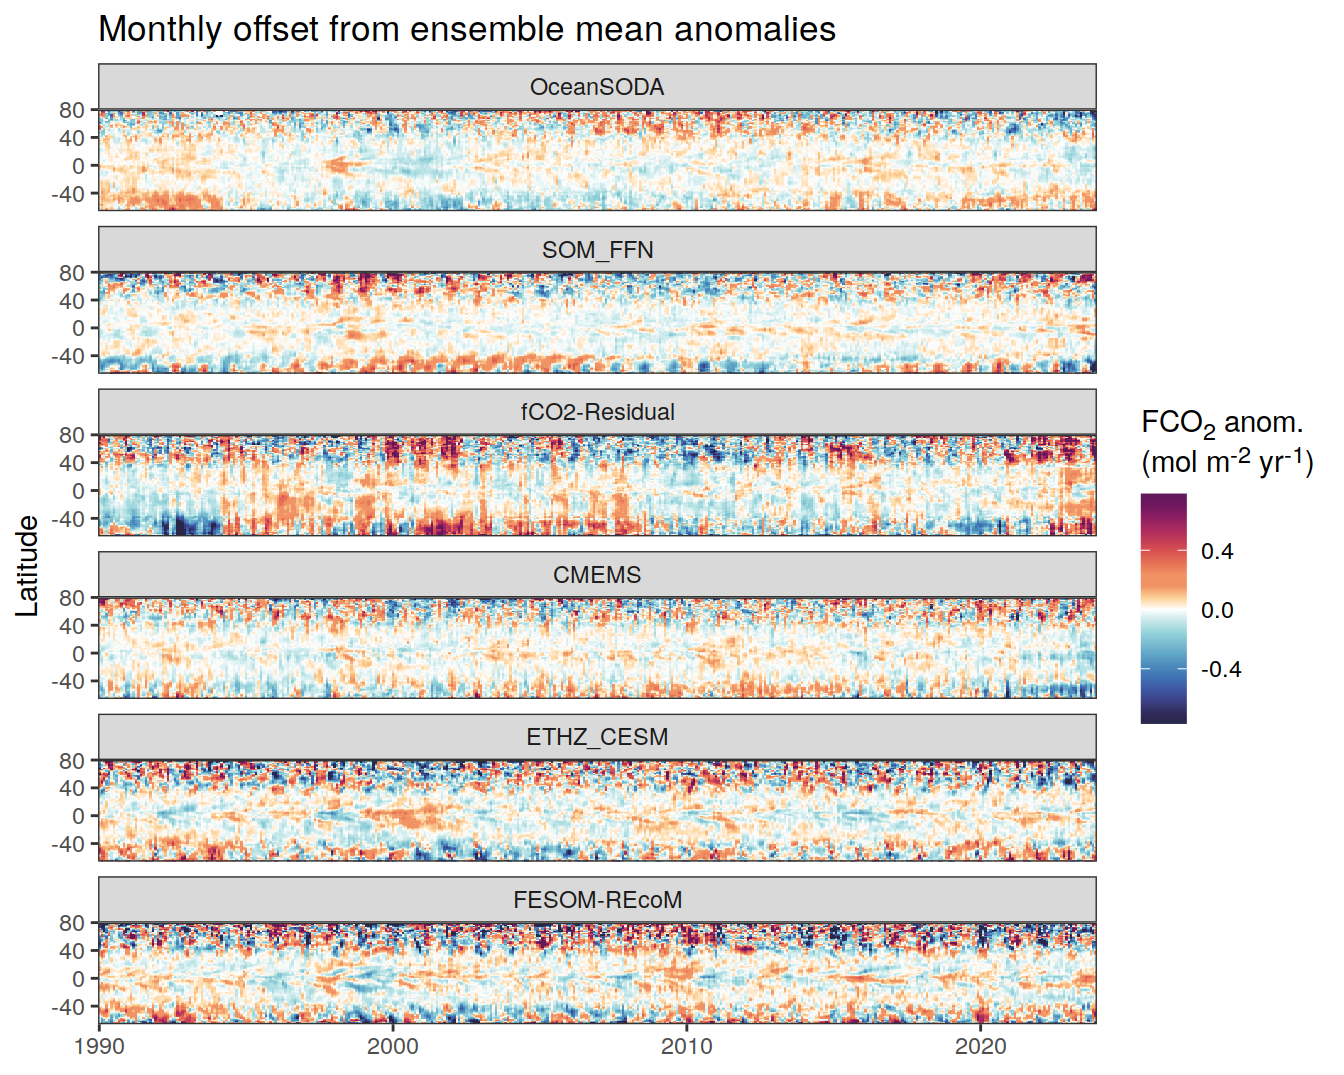 Monthly offset from ensemble mean anomalies
OceanSODA
80
40
0
-40
SOM_FFN
80
40
0
-40
fCO2-Residual
80
40
0
-40
CMEMS
80
40
0
-40
ETHZ_CESM
80
40
0
-40
FESOM-REcoM
80
40
0
-40
1990 2000 2010 2020
Latitude
FCO2 anom.
(mol m-2 yr-1)
0.4
0.0
-0.4